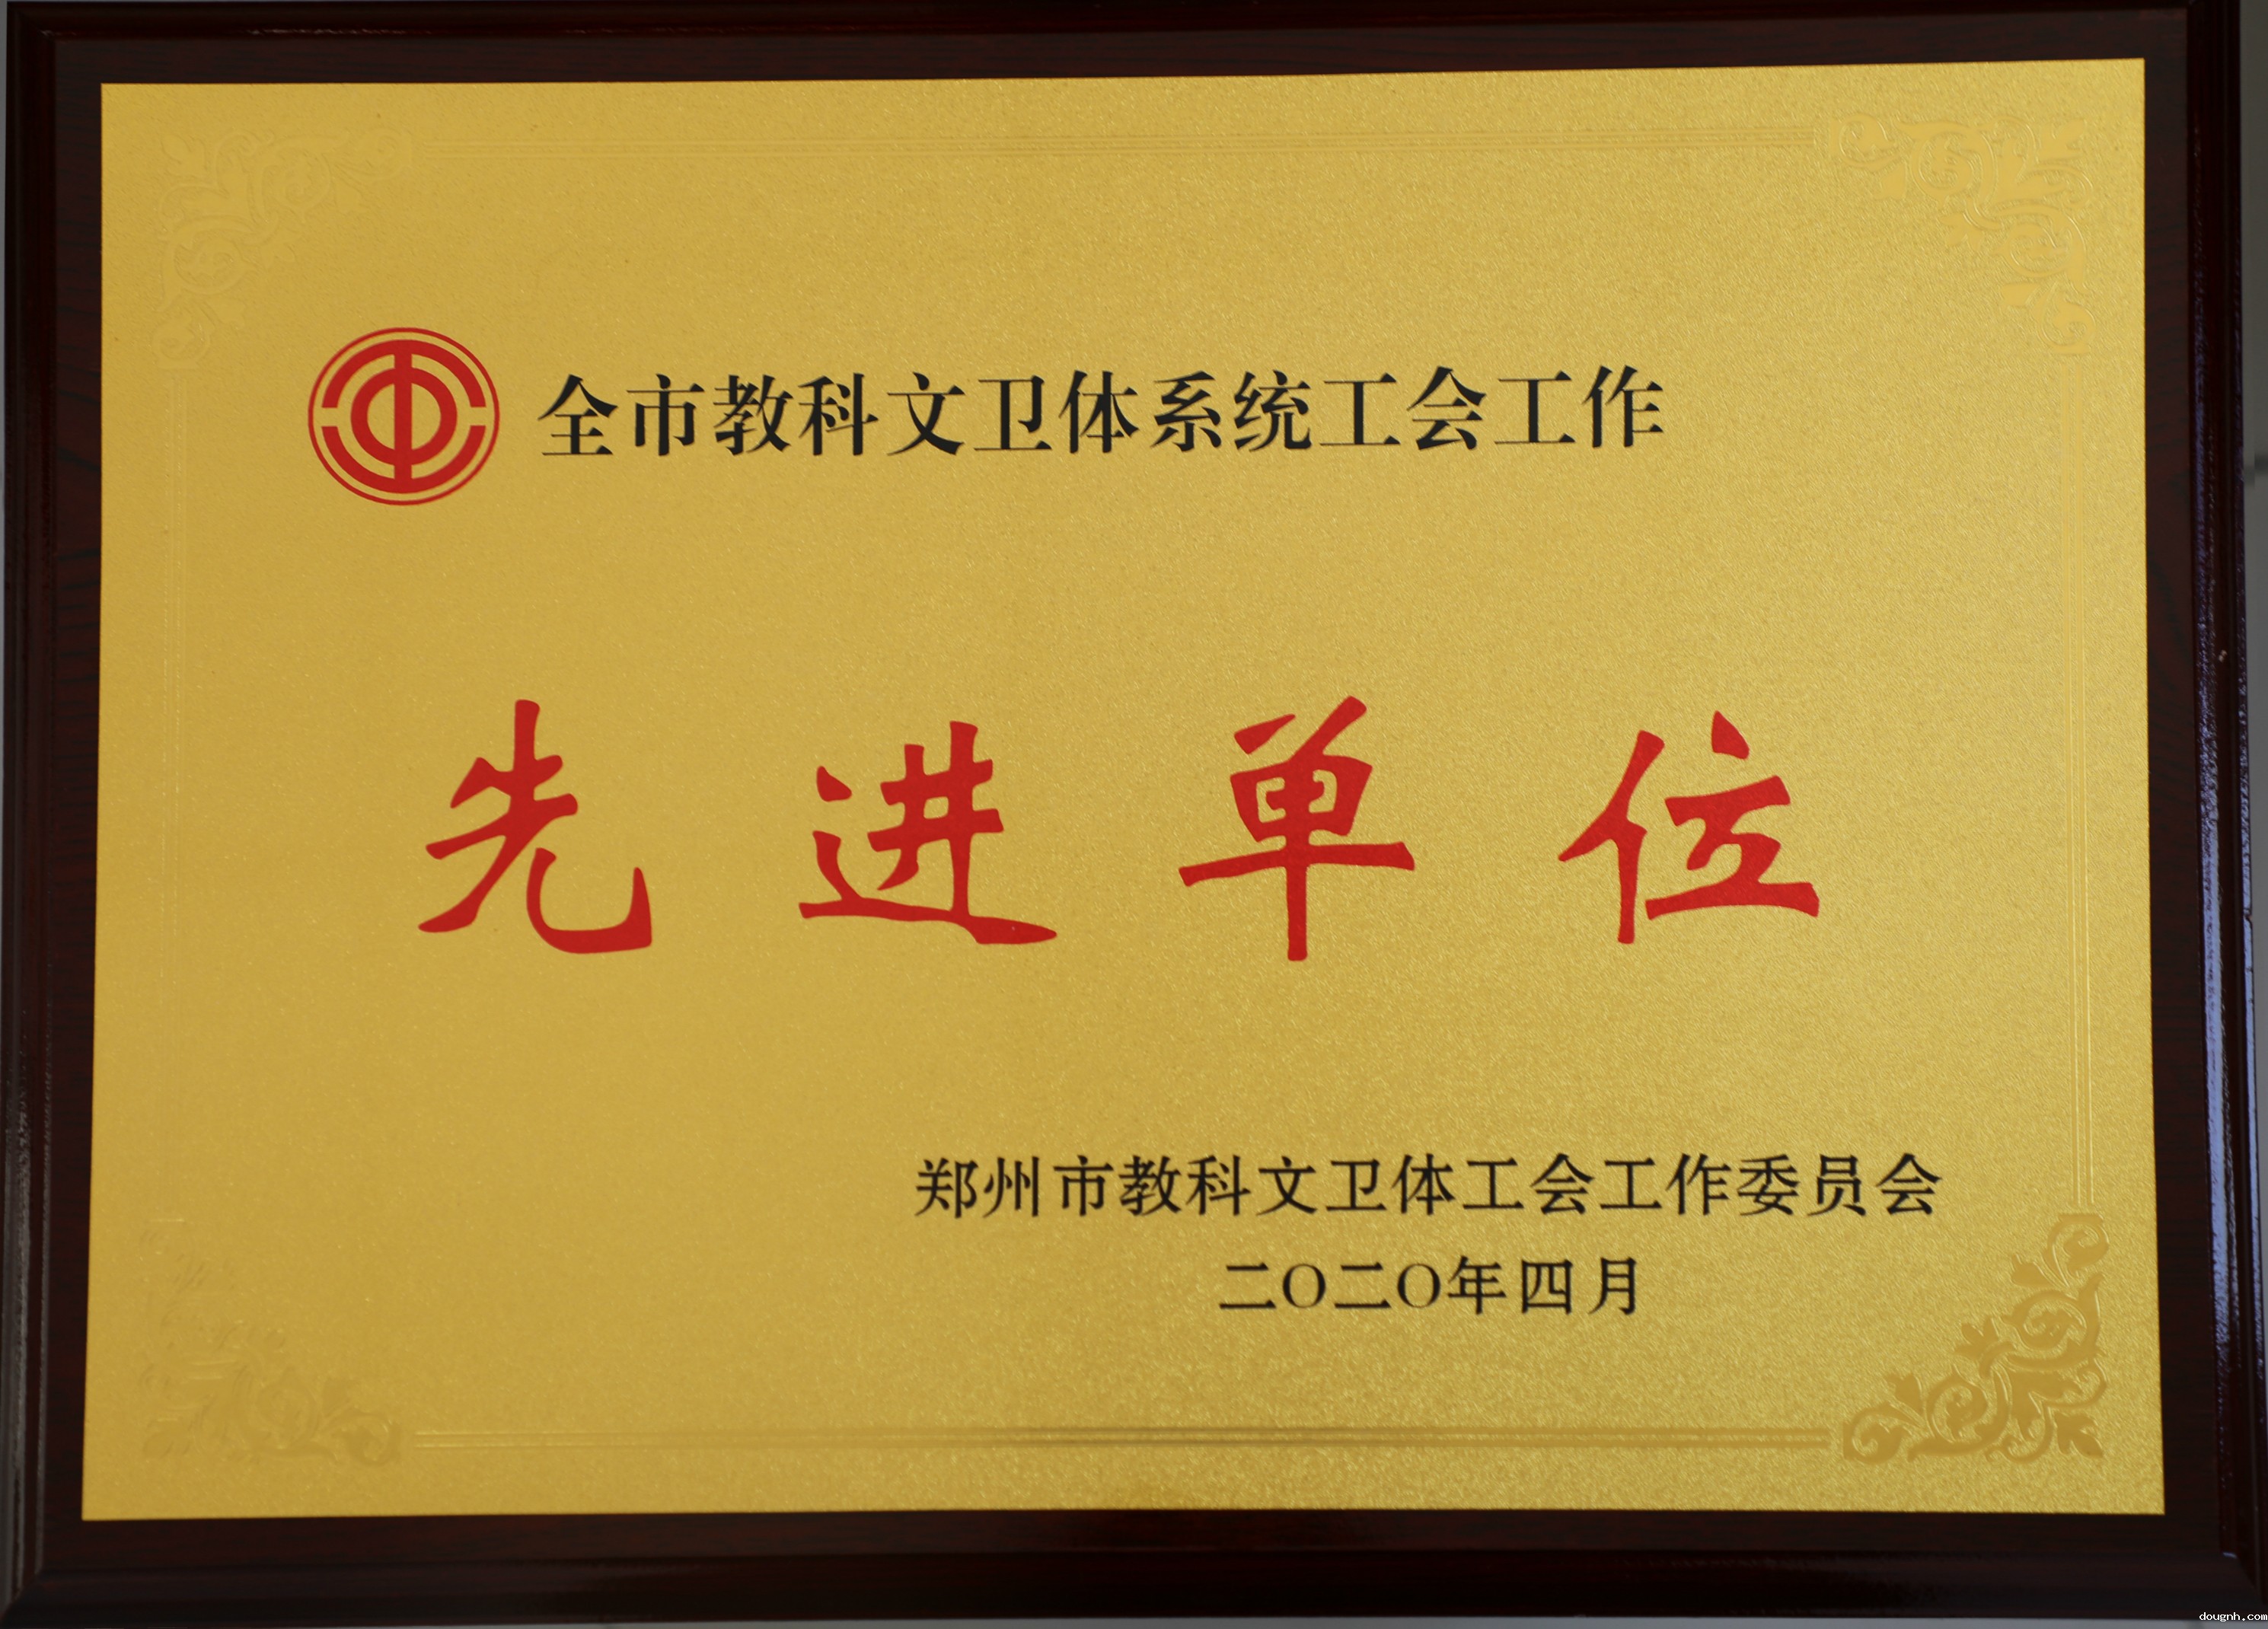 全市教科文卫体系统工会工作
先进单位
郑州市教科文卫体工会工作委员会
二〇二〇年四月
dougnh.com